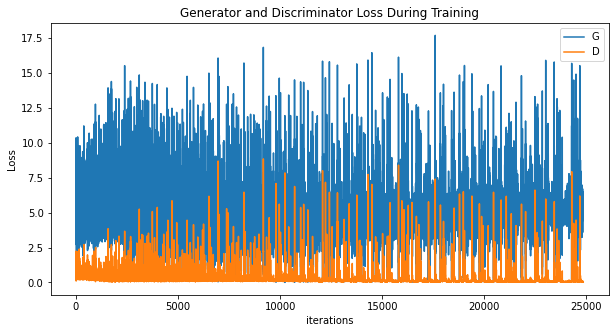 Generator and Discriminator Loss During Training
G
D
17.5
15.0
12.5
10.0
7.5
5.0
2.5
0.0
Loss
0
5000
10000
15000
20000
25000
iterations